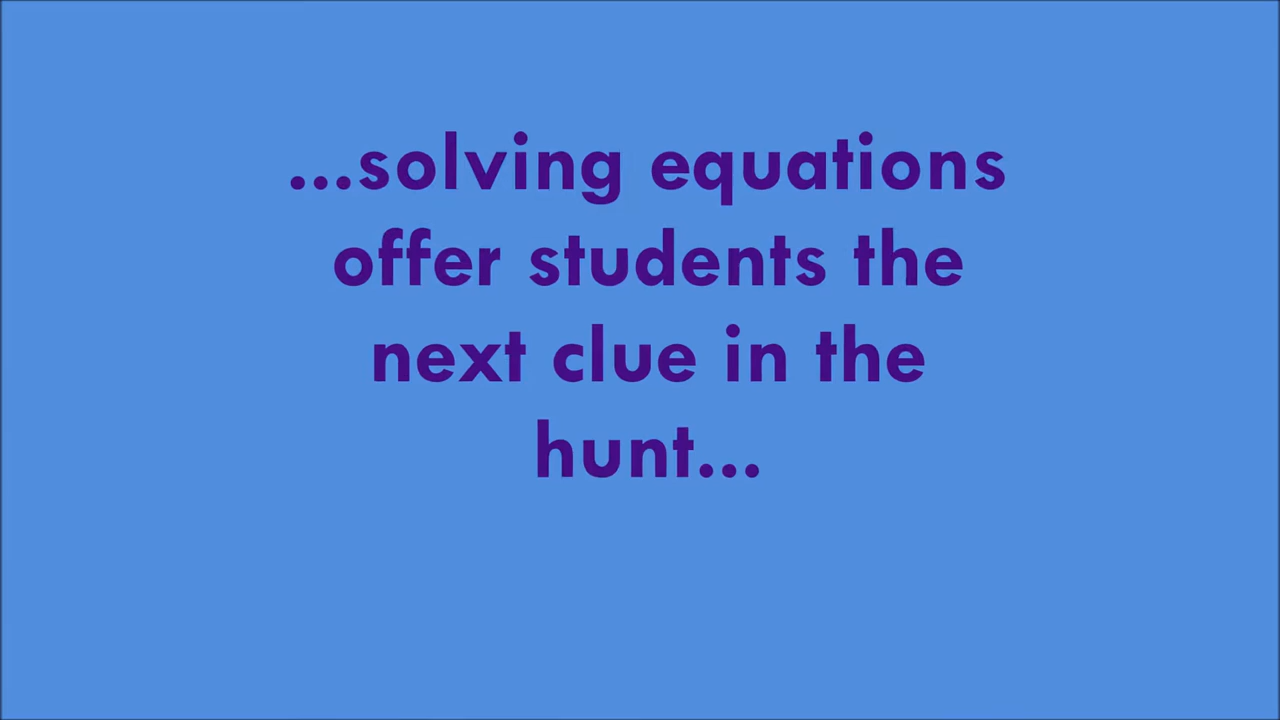 ...solving equations
offer students the
next clue in the
hunt...